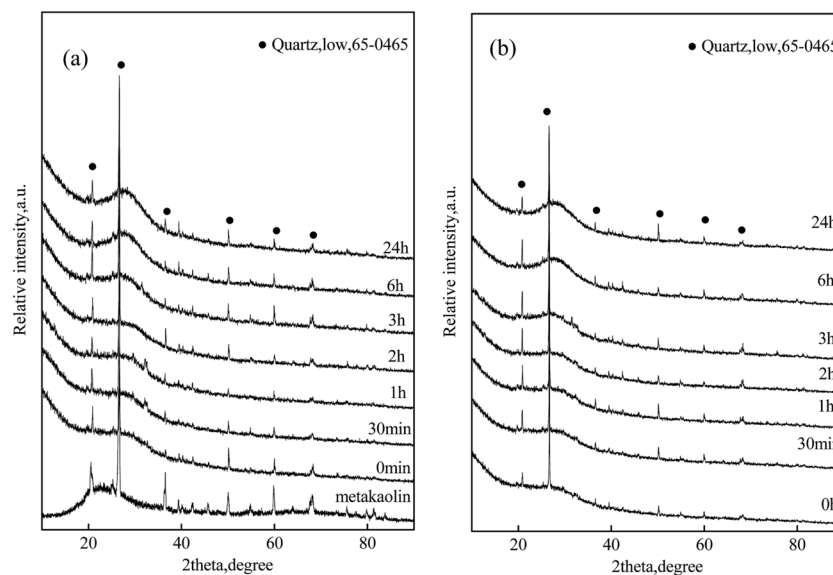 (a)
Quartz,low,65-0465
24h
6h
3h
2h
1h
30min
0min
metakaolin
20
40
60
80
2theta,degree
Relative intensity,a.u.
(b)
Quartz,low,65-0465
24h
6h
3h
2h
1h
30min
0h
20
40
60
80
2theta,degree
Relative intensity,a.u.